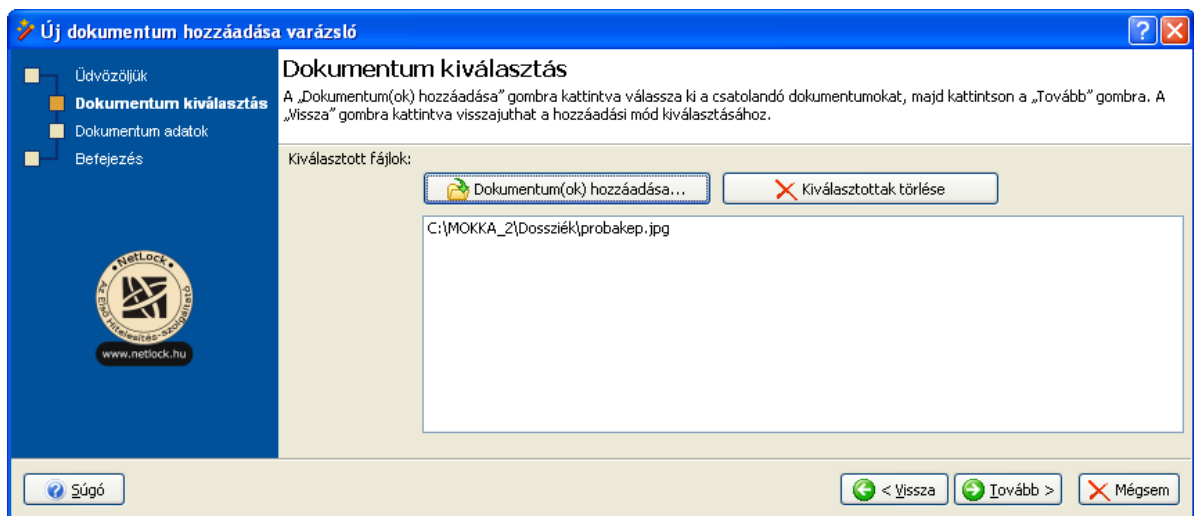 Új dokumentum hozzáadása varázsló
Üdvözöljük
Dokumentum kiválasztás
Dokumentum adatok
Befejezés
NetLock
Az Első Hitelesítés-szolgáltató
www.netlock.hu
Dokumentum kiválasztás
A „Dokumentum(ok) hozzáadása” gombra kattintva válassza ki a csatolandó dokumentumokat, majd kattintson a „Tovább” gombra. A
„Vissza” gombra kattintva visszajuthat a hozzáadási mód kiválasztásához.
Kiválasztott fájlok:
Dokumentum(ok) hozzáadása...
Kiválasztottak törlése
C:\MOKKA_2\Dossziék\probakep.jpg
Súgó
< Vissza
Tovább >
Mégsem